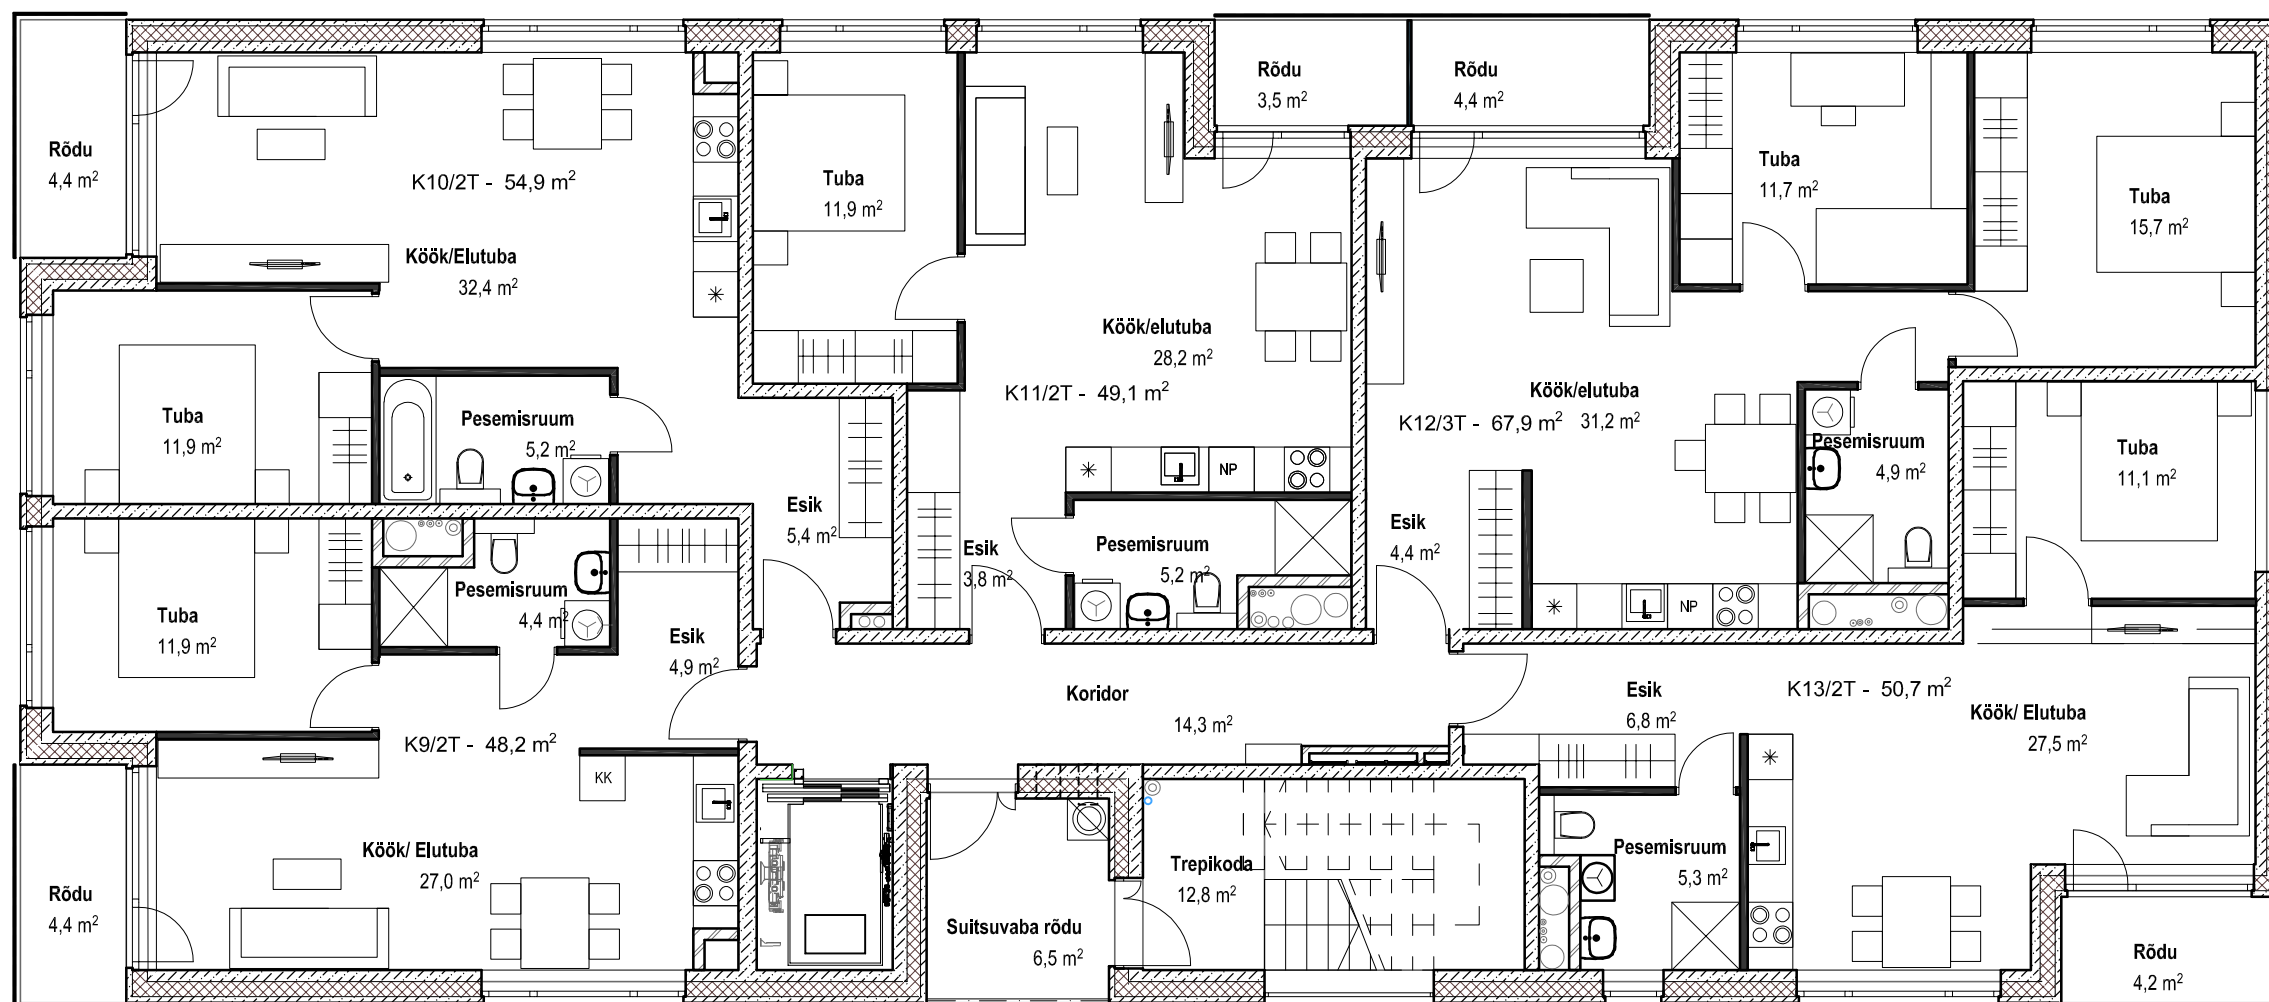 Rõdu
4,4 m²
K10/2T - 54,9 m²
Köök/Elutuba
32,4 m²
Tuba
11,9 m²
Pesemisruum
5,2 m²
Esik
5,4 m²
Tuba
11,9 m²
Köök/elutuba
28,2 m²
K11/2T - 49,1 m²
NP
Esik
3,8 m²
Pesemisruum
5,2 m²
Rõdu
3,5 m²
Rõdu
4,4 m²
Köök/elutuba
K12/3T - 67,9 m²
31,2 m²
Esik
4,4 m²
NP
Tuba
11,7 m²
Tuba
15,7 m²
Pesemisruum
4,9 m²
Tuba
11,1 m²
Tuba
11,9 m²
Pesemisruum
4,4 m²
Esik
4,9 m²
K9/2T - 48,2 m²
KK
Köök/ Elutuba
27,0 m²
Rõdu
4,4 m²
Koridor
14,3 m²
Suitsuvaba rõdu
6,5 m²
Trepikoda
12,8 m²
Esik
6,8 m²
K13/2T - 50,7 m²
Köök/ Elutuba
27,5 m²
Pesemisruum
5,3 m²
Rõdu
4,2 m²